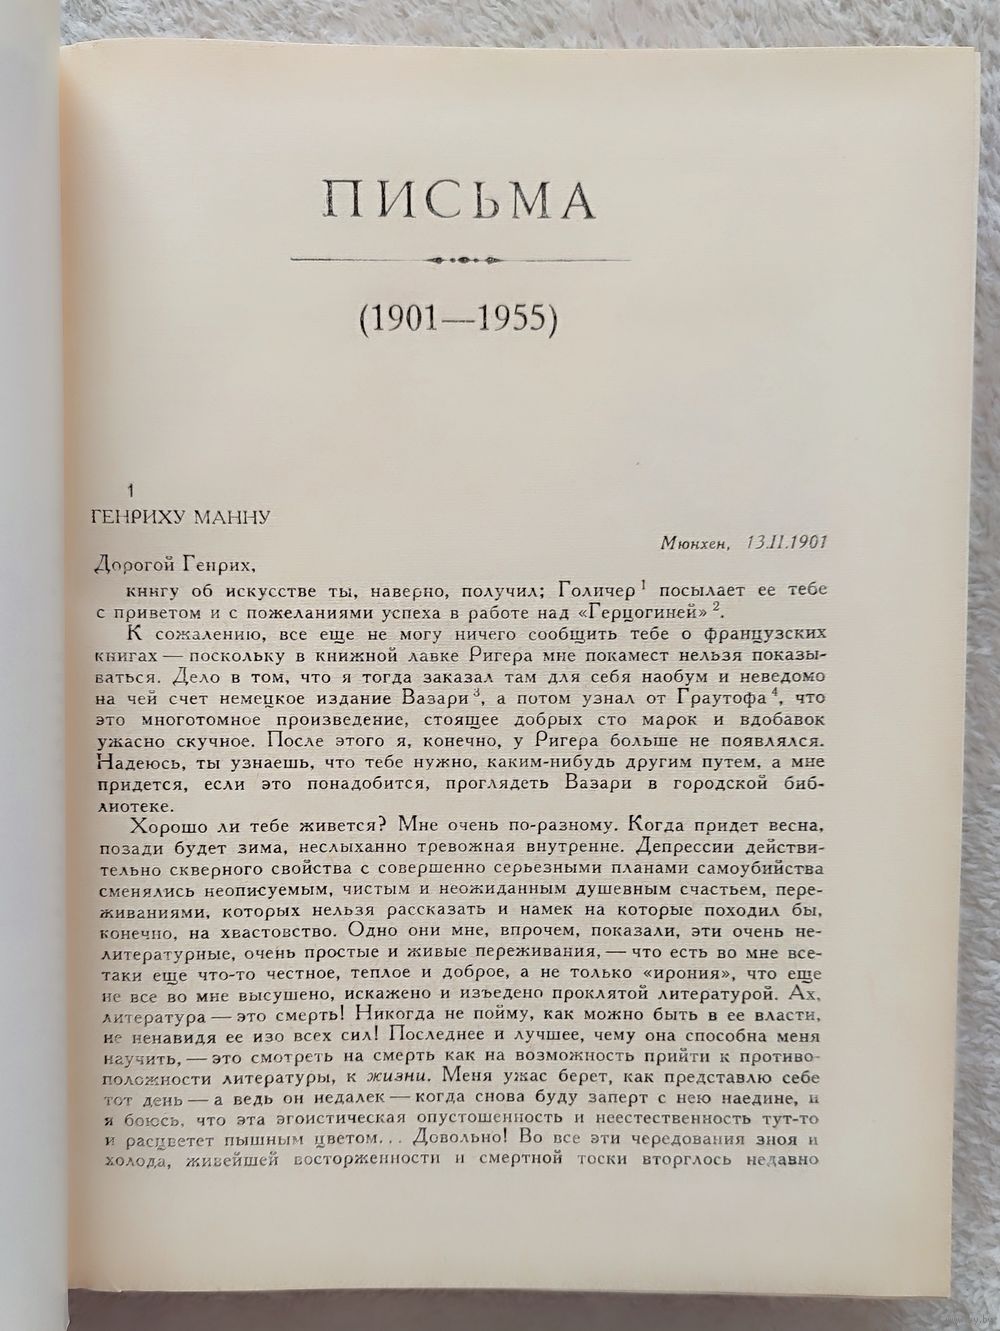 ПИСЬМА
(1901—1955)
1
ГЕНРИХУ МАННУ
Мюнхен, 13.II.1901
Дорогой Генрих,
книгу об искусстве ты, наверно, получил; Голичер 1 посылает ее тебе
с приветом и с пожеланиями успеха в работе над «Герцогиней» 2.
К сожалению, все еще не могу ничего сообщить тебе о французских
книгах — поскольку в книжной лавке Ригера мне покамест нельзя показы-
ваться. Дело в том, что я тогда заказал там для себя наобум и неведомо
на чей счет немецкое издание Вазари 3, а потом узнал от Граутофа 4, что
это многотомное произведение, стоящее добрых сто марок и вдобавок
ужасно скучное. После этого я, конечно, у Ригера больше не появлялся.
Надеюсь, ты узнаешь, что тебе нужно, каким-нибудь другим путем, а мне
придется, если это понадобится, проглядеть Вазари в городской биб-
лиотеке.
Хорошо ли тебе живется? Мне очень по-разному. Когда придет весна,
позади будет зима, неслыханно тревожная внутренне. Депрессии действи-
тельно скверного свойства с совершенно серьезными планами самоубийства
сменялись неописуемым, чистым и неожиданным душевным счастьем, пере-
живаниями, которых нельзя рассказать и намек на которые походил бы,
конечно, на хвастовство. Одно они мне, впрочем, показали, эти очень не-
литературные, очень простые и живые переживания, — что есть во мне все-
таки еще что-то честное, теплое и доброе, а не только «ирония», что еще
не все во мне высушено, искажено и изъедено проклятой литературой. Ах,
литература — это смерть! Никогда не пойму, как можно быть в ее власти,
не ненавидя ее изо всех сил! Последнее и лучшее, чему она способна меня
научить, — это смотреть на смерть как на возможность прийти к противо-
положности литературы, к жизни. Меня ужас берет, как представлю себе
тот день — а ведь он недалек — когда снова буду заперт с нею наедине, и
я боюсь, что эта эгоистическая опустошенность и неестественность тут-то
и расцветет пышным цветом... Довольно! Во все эти чередования зноя и
холода, живейшей восторженности и смертной тоски вторглось недавно